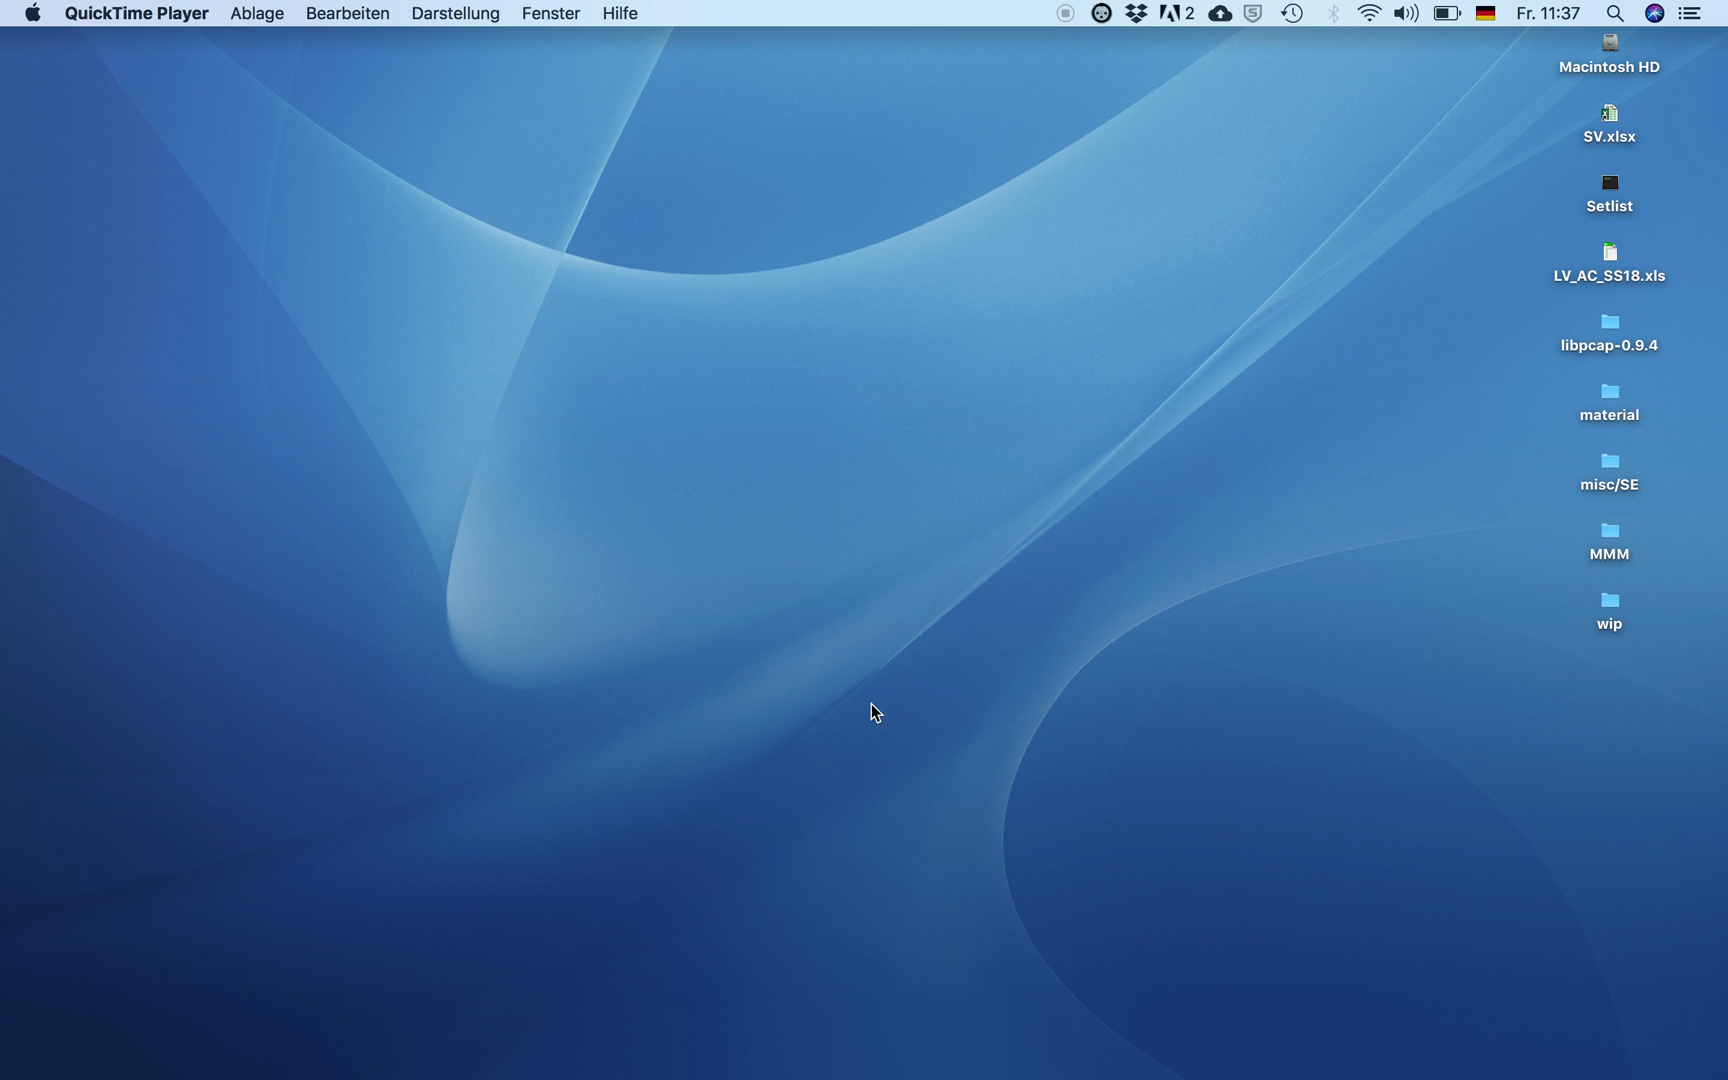 QuickTime Player Ablage Bearbeiten Darstellung Fenster Hilfe 2 Fr. 11:37
Macintosh HD
SV.xlsx
Setlist
LV_AC_SS18.xls
libpcap-0.9.4
material
misc/SE
MMM
wip